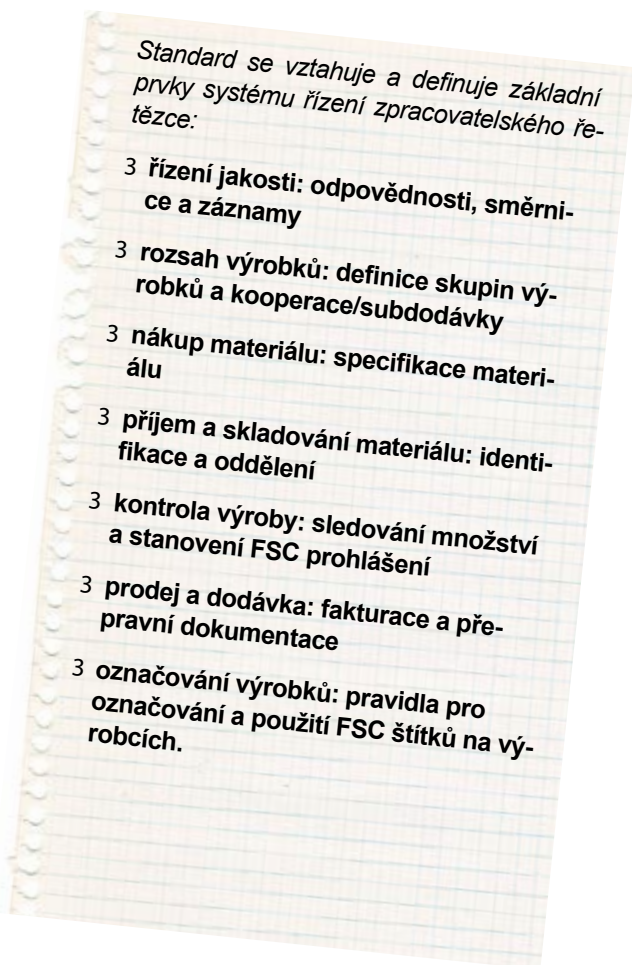 Standard se vztahuje a definuje základní
prvky systému řízení zpracovatelského ře-
tězce:
3 řízení jakosti: odpovědnosti, směrni-
ce a záznamy
3 rozsah výrobků: definice skupin vý-
robků a kooperace/subdodávky
3 nákup materiálu: specifikace materi-
álu
3 příjem a skladování materiálu: identi-
fikace a oddělení
3 kontrola výroby: sledování množství
a stanovení FSC prohlášení
3 prodej a dodávka: fakturace a pře-
pravní dokumentace
3 označování výrobků: pravidla pro
označování a použití FSC štítků na vý-
robcích.